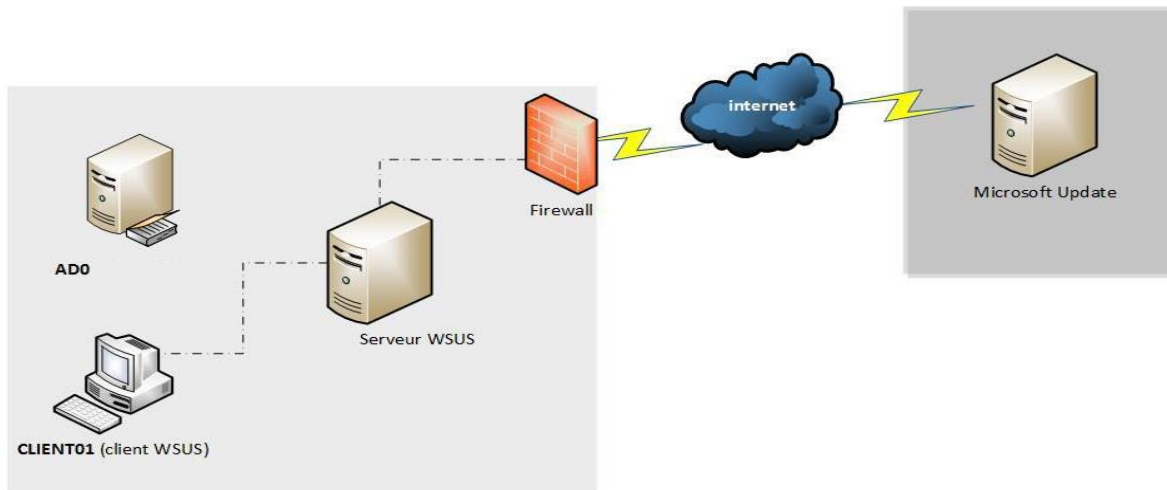 internet
Microsoft Update
Firewall
AD0
Serveur WSUS
CLIENT01 (client WSUS)